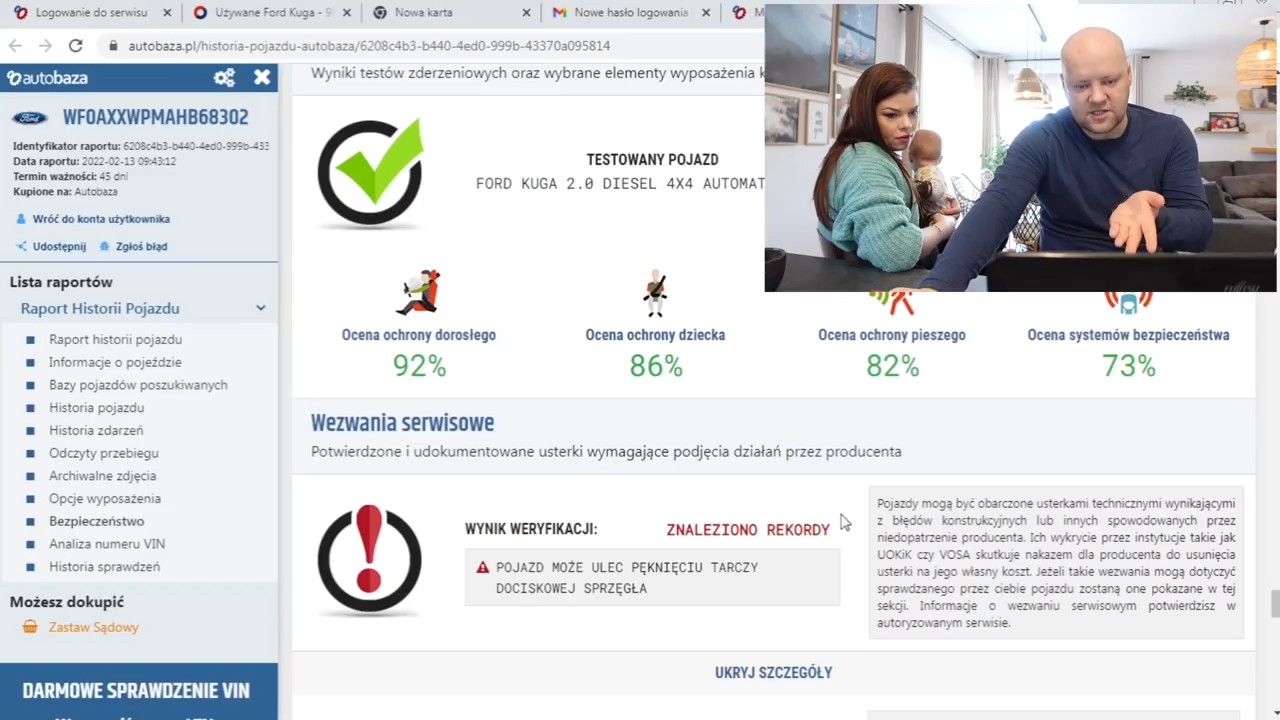 Logowanie do serwisu
Używane Ford Kuga - 9
Nowa karta
Nowe hasło logowania
M
autobaza.pl/historia-pojazdu-autobaza/6208c4b3-b440-4ed0-999b-43370a095814
autobaza
Ford
WF0AXXWPMAHB68302
Identyfikator raportu: 6208c4b3-b440-4ed0-999b-433
Data raportu: 2022-02-13 09:43:12
Termin ważności: 45 dni
Kupione na: Autobaza
Wróć do konta użytkownika
Udostępnij
Zgłoś błąd
Lista raportów
Raport Historii Pojazdu
Raport historii pojazdu
Informacje o pojeździe
Bazy pojazdów poszukiwanych
Historia pojazdu
Historia zdarzeń
Odczyty przebiegu
Archiwalne zdjęcia
Opcje wyposażenia
Bezpieczeństwo
Analiza numeru VIN
Historia sprawdzeń
Możesz dokupić
Zastaw Sądowy
DARMOWE SPRAWDZENIE VIN
Wyniki testów zderzeniowych oraz wybrane elementy wyposażenia
TESTOWANY POJAZD
FORD KUGA 2.0 DIESEL 4X4 AUTOMAT
Ocena ochrony dorosłego
92%
Ocena ochrony dziecka
86%
Ocena ochrony pieszego
82%
Ocena systemów bezpieczeństwa
73%
Wezwania serwisowe
Potwierdzone i udokumentowane usterki wymagające podjęcia działań przez producenta
WYNIK WERYFIKACJI: ZNALEZIONO REKORDY
POJAZD MOŻE ULEC PĘKNIĘCIU TARCZY
DOCISKOWEJ SPRZĘGŁA
Pojazdy mogą być obarczone usterkami technicznymi wynikającymi
z błędów konstrukcyjnych lub innych spowodowanych przez
niedopatrzenie producenta. Ich wykrycie przez instytucje takie jak
UOKiK czy VOSA skutkuje nakazem dla producenta do usunięcia
usterki na jego własny koszt. Jeżeli takie wezwania mogą dotyczyć
sprawdzanego przez ciebie pojazdu zostaną one pokazane w tej
sekcji. Informacje o wezwaniu serwisowym potwierdzisz w
autoryzowanym serwisie.
UKRYJ SZCZEGÓŁY